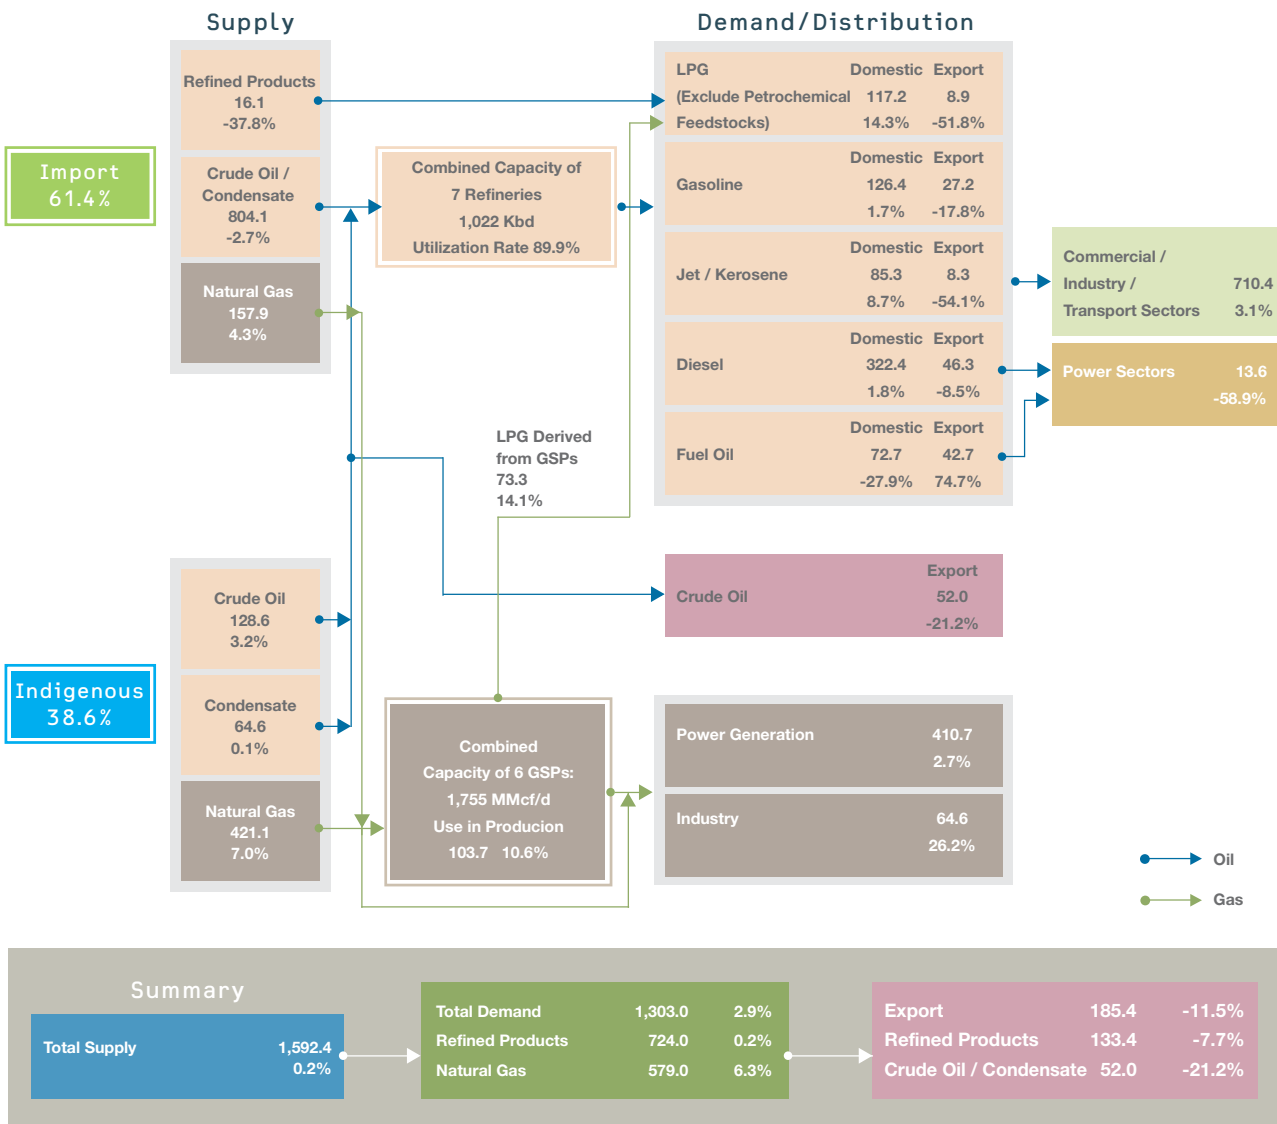 Supply
Demand/Distribution
Import
61.4%
Refined Products
16.1
-37.8%
Crude Oil /
Condensate
804.1
-2.7%
Natural Gas
157.9
4.3%
Combined Capacity of
7 Refineries
1,022 Kbd
Utilization Rate 89.9%
LPG Domestic Export
(Exclude Petrochemical 117.2 8.9
Feedstocks) 14.3% -51.8%
Domestic Export
Gasoline 126.4 27.2
1.7% -17.8%
Domestic Export
Jet / Kerosene 85.3 8.3
8.7% -54.1%
Domestic Export
Diesel 322.4 46.3
1.8% -8.5%
Domestic Export
Fuel Oil 72.7 42.7
-27.9% 74.7%
Commercial /
Industry / 710.4
Transport Sectors 3.1%
Power Sectors 13.6
-58.9%
LPG Derived
from GSPs
73.3
14.1%
Indigenous
38.6%
Crude Oil
128.6
3.2%
Condensate
64.6
0.1%
Natural Gas
421.1
7.0%
Combined
Capacity of 6 GSPs:
1,755 MMcf/d
Use in Producion
103.7 10.6%
Export
Crude Oil 52.0
-21.2%
Power Generation 410.7
2.7%
Industry 64.6
26.2%
Oil
Gas
Summary
Total Supply 1,592.4
0.2%
Total Demand 1,303.0 2.9%
Refined Products 724.0 0.2%
Natural Gas 579.0 6.3%
Export 185.4 -11.5%
Refined Products 133.4 -7.7%
Crude Oil / Condensate 52.0 -21.2%